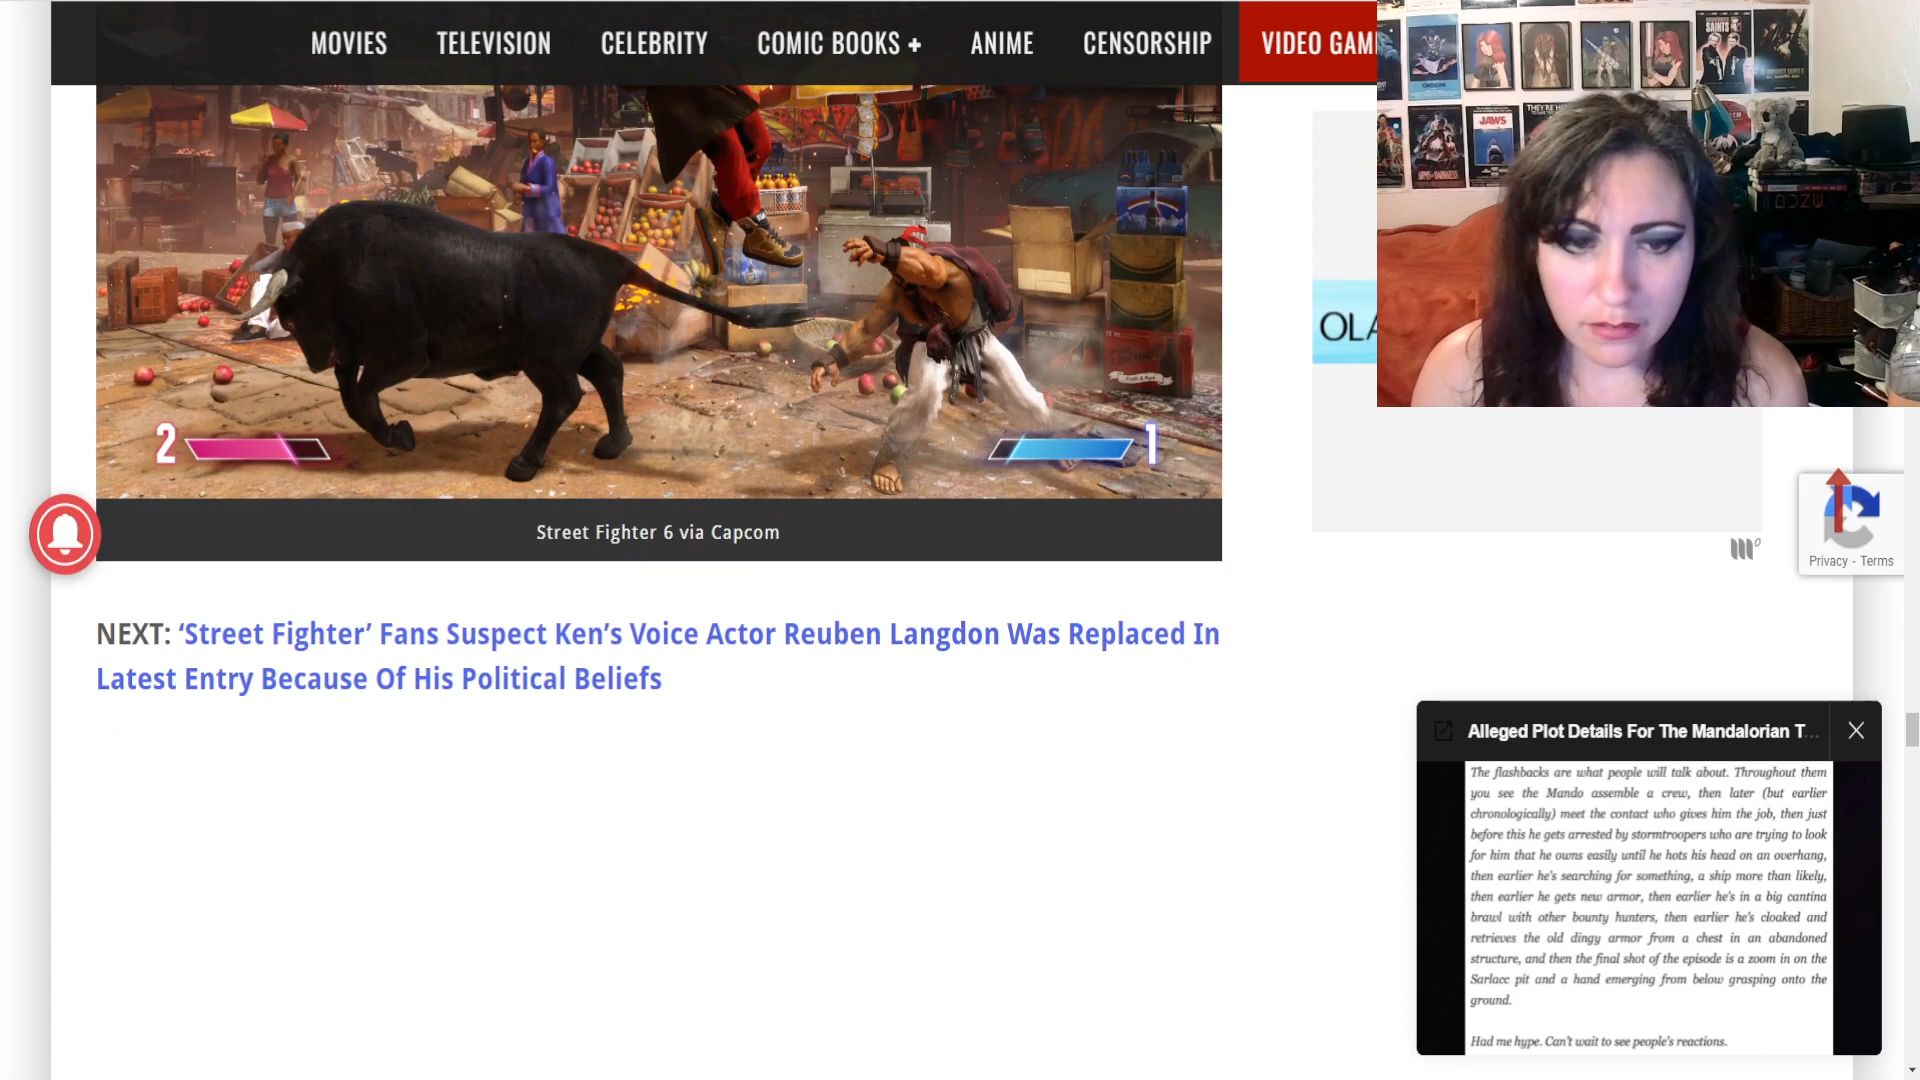 MOVIES TELEVISION CELEBRITY COMIC BOOKS + ANIME CENSORSHIP VIDEO GAM
SAINTS
JAWS
THEY'RE HE
ARMY of DARKNESS
OLA
2
1
Street Fighter 6 via Capcom
Privacy - Terms
NEXT: ‘Street Fighter’ Fans Suspect Ken’s Voice Actor Reuben Langdon Was Replaced In
Latest Entry Because Of His Political Beliefs
Alleged Plot Details For The Mandalorian T...
The flashbacks are what people will talk about. Throughout them
you see the Mando assemble a crew, then later (but earlier
chronologically) meet the contact who gives him the job, then just
before this he gets arrested by stormtroopers who are trying to look
for him that he owns easily until he hots his head on an overhang,
then earlier he's searching for something, a ship more than likely,
then earlier he gets new armor, then earlier he's in a big cantina
brawl with other bounty hunters, then earlier he's cloaked and
retrieves the old dingy armor from a chest in an abandoned
structure, and then the final shot of the episode is a zoom in on the
Sarlacc pit and a hand emerging from below grasping onto the
ground.
Had me hype. Can't wait to see people's reactions.